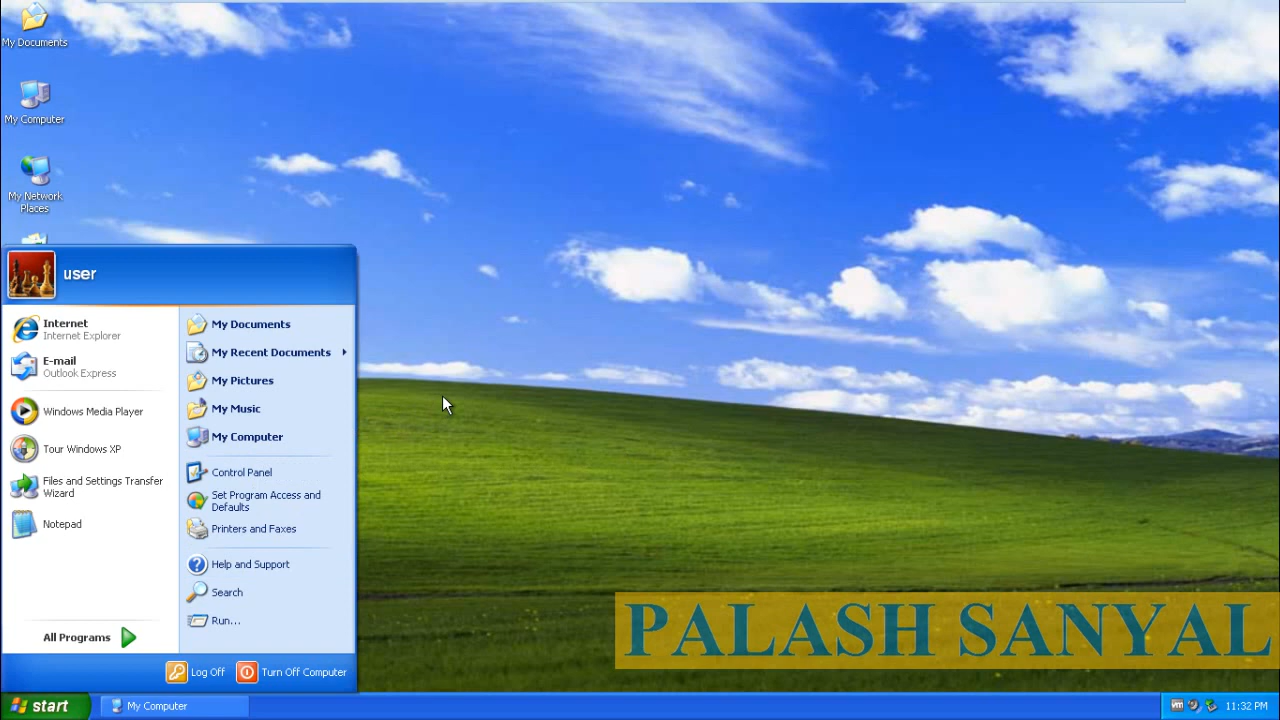 My Documents
My Computer
My Network
Places
user
Internet
Internet Explorer
E-mail
Outlook Express
Windows Media Player
Tour Windows XP
Files and Settings Transfer
Wizard
Notepad
All Programs
My Documents
My Recent Documents
My Pictures
My Music
My Computer
Control Panel
Set Program Access and
Defaults
Printers and Faxes
Help and Support
Search
Run...
Log Off
Turn Off Computer
PALASH SANYAL
start
My Computer
vm
11:32 PM